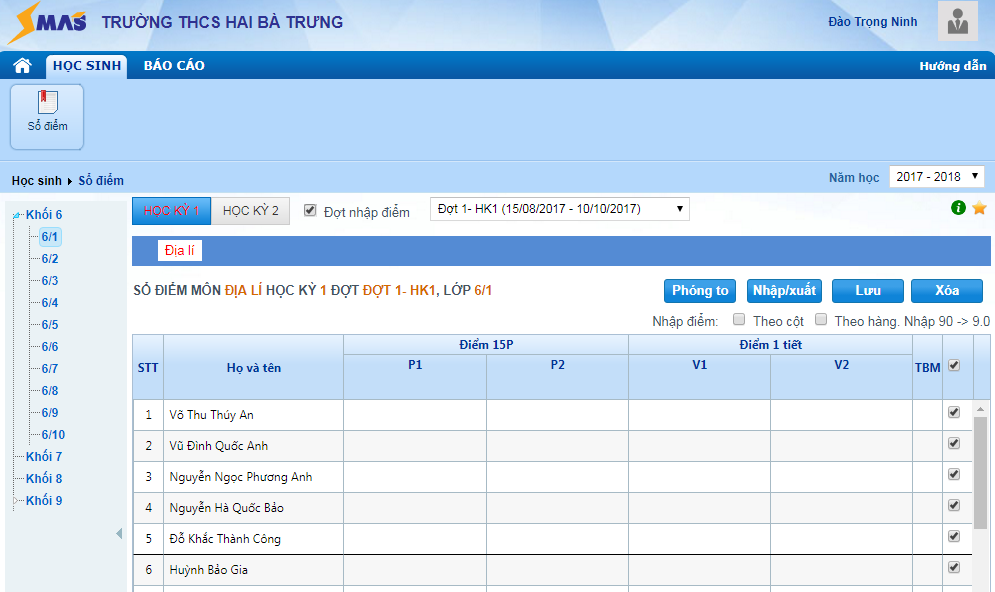 SMAS TRƯỜNG THCS HAI BÀ TRƯNG
Đào Trọng Ninh
HỌC SINH BÁO CÁO Hướng dẫn
Sổ điểm
Học sinh Sổ điểm
Năm học 2017 - 2018
Khối 6
6/1
6/2
6/3
6/4
6/5
6/6
6/7
6/8
6/9
6/10
Khối 7
Khối 8
Khối 9
HỌC KỲ 1 HỌC KỲ 2 Đợt nhập điểm Đợt 1- HK1 (15/08/2017 - 10/10/2017)
Địa lí
SỔ ĐIỂM MÔN ĐỊA LÍ HỌC KỲ 1 ĐỢT ĐỢT 1- HK1, LỚP 6/1
Phóng to Nhập/xuất Lưu Xóa
Nhập điểm: Theo cột Theo hàng. Nhập 90 -> 9.0
STT Họ và tên Điểm 15P Điểm 1 tiết TBM
P1 P2 V1 V2
1 Võ Thu Thúy An
2 Vũ Đình Quốc Anh
3 Nguyễn Ngọc Phương Anh
4 Nguyễn Hà Quốc Bảo
5 Đỗ Khắc Thành Công
6 Huỳnh Bảo Gia